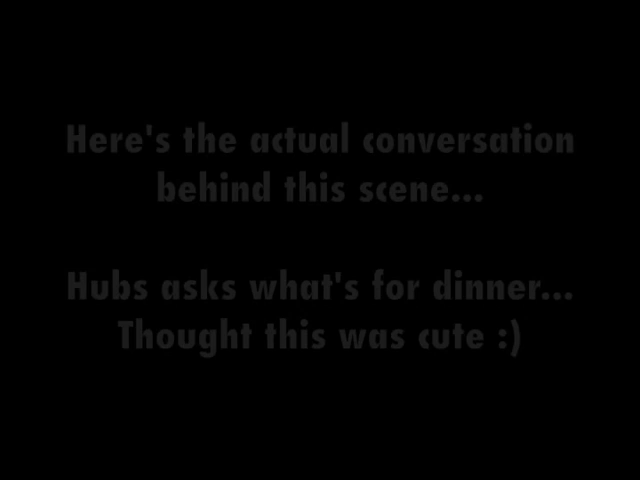 Here's the actual conversation
behind this scene...
Hubs asks what's for dinner...
Thought this was cute :)